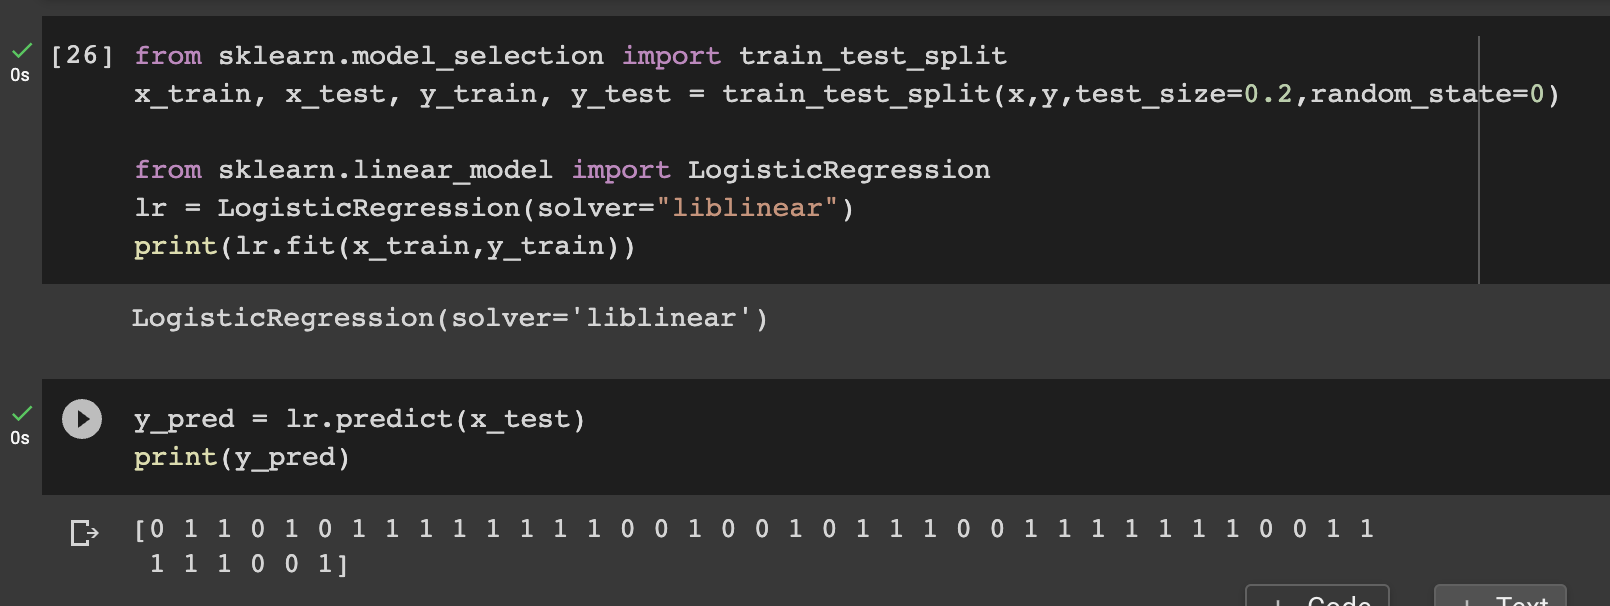 [26] from sklearn.model_selection import train_test_split
0s
x_train, x_test, y_train, y_test = train_test_split(x,y,test_size=0.2,random_state=0)
from sklearn.linear_model import LogisticRegression
lr = LogisticRegression(solver="liblinear")
print(lr.fit(x_train,y_train))
LogisticRegression(solver='liblinear')
y_pred = lr.predict(x_test)
0s
print(y_pred)
[0 1 1 0 1 0 1 1 1 1 1 1 1 1 0 0 1 0 0 1 0 1 1 1 0 0 1 1 1 1 1 1 1 0 0 1 1
1 1 1 0 0 1]
+ Code + Text